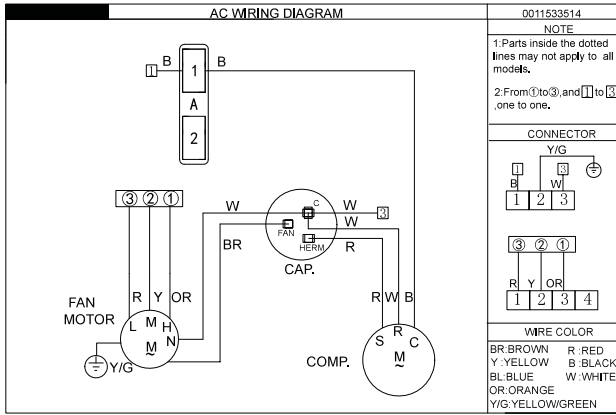 AC WIRING DIAGRAM
0011533514
NOTE
1:Parts inside the dotted
lines may not apply to all
models.
2:From①to③,and 1 to 3
,one to one.
CONNECTOR
Y/G
1 3
B W
1 2 3
③ ② ①
R Y OR
1 2 3 4
WIRE COLOR
BR:BROWN R :RED
Y :YELLOW B :BLACK
BL:BLUE W :WHITE
OR:ORANGE
Y/G:YELLOW/GREEN
1 B 1 B
A
2
③ ② ①
W C W 3
W
FAN
BR HERM R
CAP.
R Y OR
R W B
FAN
MOTOR
L M H
N
M
~
Y/G
COMP.
S R C
M
~